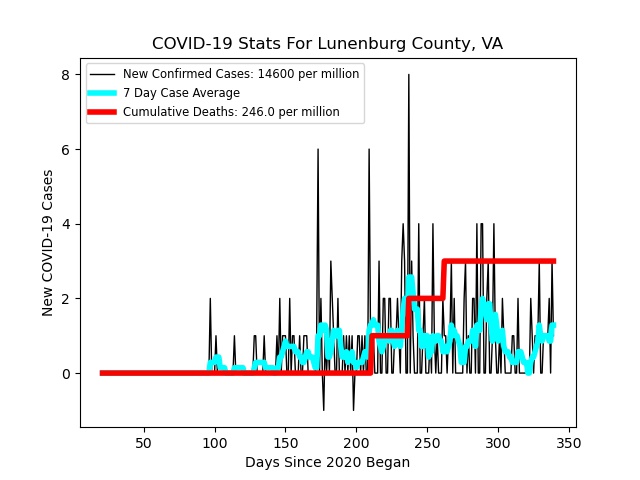 COVID-19 Stats For Lunenburg County, VA
New Confirmed Cases: 14600 per million
7 Day Case Average
Cumulative Deaths: 246.0 per million
New COVID-19 Cases
8
6
4
2
0
50 100 150 200 250 300 350
Days Since 2020 Began